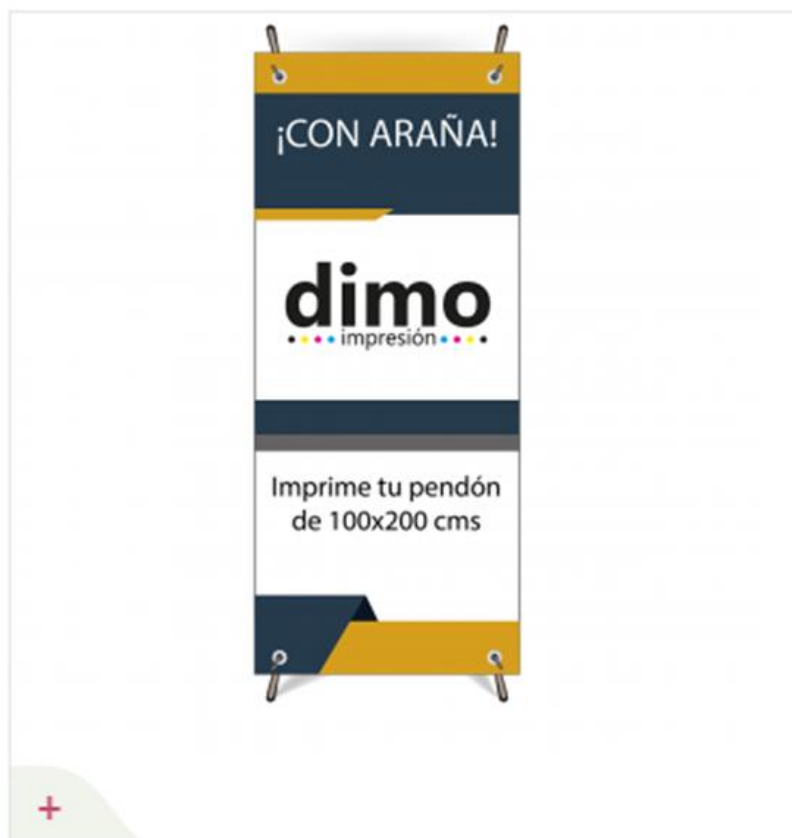 ¡CON ARAÑA!
dimo
impresión
Imprime tu pendón
de 100x200 cms
+